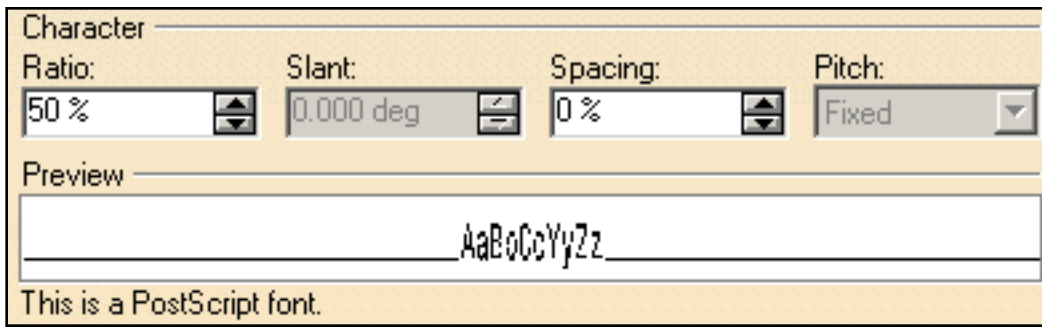 Character
Ratio: Slant: Spacing: Pitch:
50 % 0.000 deg 0 % Fixed
Preview
AaBbCcYyZz
This is a PostScript font.